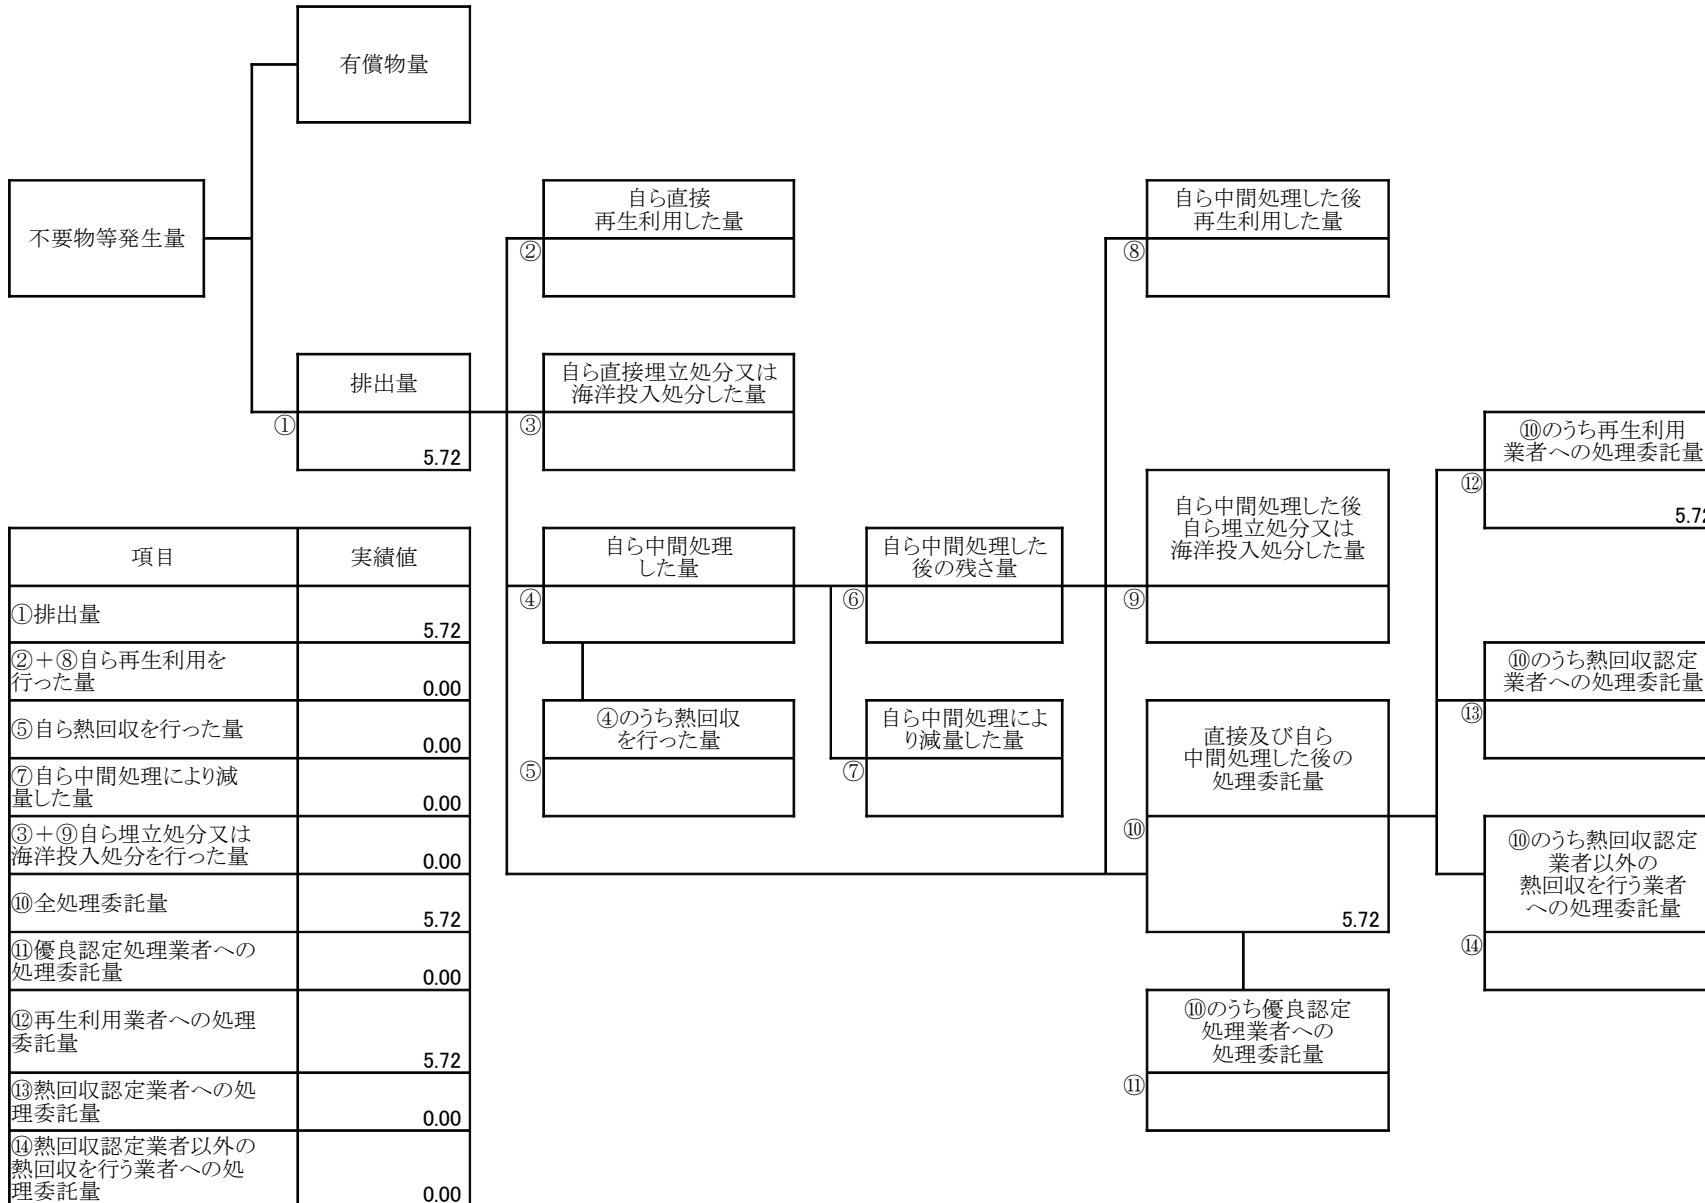 有償物量
不要物等発生量
排出量
①
5.72
自ら直接
再生利用した量
②
自ら直接埋立処分又は
海洋投入処分した量
③
自ら中間処理
した量
④
④のうち熱回収
を行った量
⑤
自ら中間処理した
後の残さ量
⑥
自ら中間処理によ
り減量した量
⑦
自ら中間処理した後
再生利用した量
⑧
自ら中間処理した後
自ら埋立処分又は
海洋投入処分した量
⑨
直接及び自ら
中間処理した後の
処理委託量
⑩
5.72
⑩のうち優良認定
処理業者への
処理委託量
⑪
⑩のうち再生利用
業者への処理委託量
⑫
5.72
⑩のうち熱回収認定
業者への処理委託量
⑬
⑩のうち熱回収認定
業者以外の
熱回収を行う業者
への処理委託量
⑭
項目 実績値
①排出量
5.72
②+⑧自ら再生利用を
行った量
0.00
⑤自ら熱回収を行った量
0.00
⑦自ら中間処理により減
量した量
0.00
③+⑨自ら埋立処分又は
海洋投入処分を行った量
0.00
⑩全処理委託量
5.72
⑪優良認定処理業者への
処理委託量
0.00
⑫再生利用業者への処理
委託量
5.72
⑬熱回収認定業者への処
理委託量
0.00
⑭熱回収認定業者以外の
熱回収を行う業者への処
理委託量
0.00